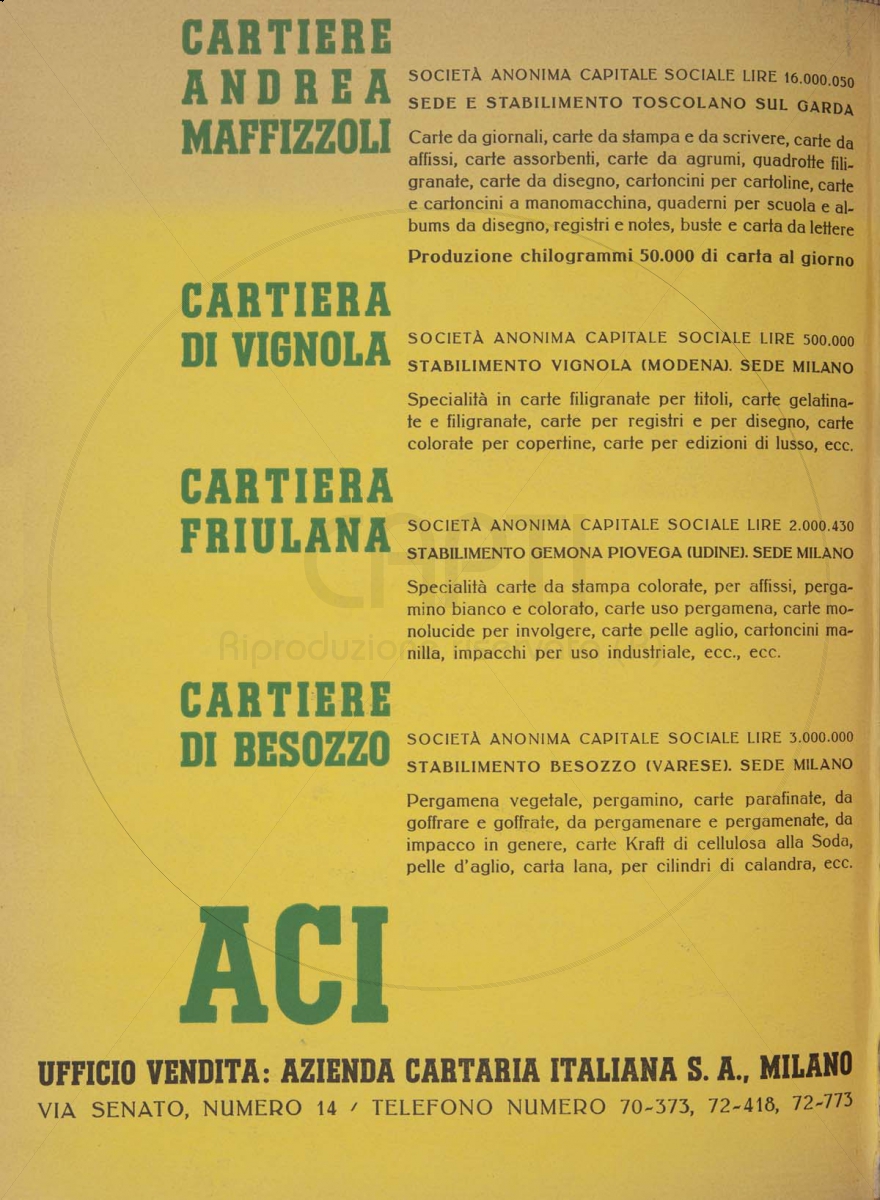 CARTIERE
ANDREA
MAFFIZZOLI
SOCIETÀ ANONIMA CAPITALE SOCIALE LIRE 16.000.050
SEDE E STABILIMENTO TOSCOLANO SUL GARDA
Carte da giornali, carte da stampa e da scrivere, carte da
affissi, carte assorbenti, carte da agrumi, quadrotte fili-
granate, carte da disegno, cartoncini per cartoline, carte
e cartoncini a manomacchina, quaderni per scuola e al-
bums da disegno, registri e notes, buste e carta da lettere
Produzione chilogrammi 50.000 di carta al giorno
CARTIERA
DI VIGNOLA
SOCIETÀ ANONIMA CAPITALE SOCIALE LIRE 500.000
STABILIMENTO VIGNOLA (MODENA). SEDE MILANO
Specialità in carte filigranate per titoli, carte gelatina-
te e filigranate, carte per registri e per disegno, carte
colorate per copertine, carte per edizioni di lusso, ecc.
CARTIERA
FRIULANA
SOCIETÀ ANONIMA CAPITALE SOCIALE LIRE 2.000.430
STABILIMENTO GEMONA PIOVEGA (UDINE). SEDE MILANO
Specialità carte da stampa colorate, per affissi, perga-
mino bianco e colorato, carte uso pergamena, carte mo-
nolucide per involgere, carte pelle aglio, cartoncini ma-
nilla, impacchi per uso industriale, ecc., ecc.
CAPTI
Riproduzione
CARTIERE
DI BESOZZO
SOCIETÀ ANONIMA CAPITALE SOCIALE LIRE 3.000.000
STABILIMENTO BESOZZO (VARESE). SEDE MILANO
Pergamena vegetale, pergamino, carte parafinate, da
goffrare e goffrate, da pergamenare e pergamenate, da
impacco in genere, carte Kraft di cellulosa alla Soda,
pelle d'aglio, carta lana, per cilindri di calandra, ecc.
ACI
UFFICIO VENDITA: AZIENDA CARTARIA ITALIANA S. A., MILANO
VIA SENATO, NUMERO 14 / TELEFONO NUMERO 70-373, 72-418, 72-773